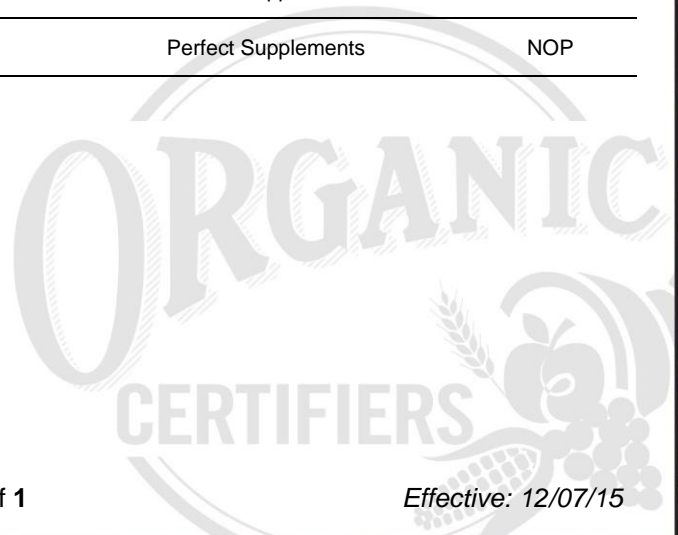 Perfect Supplements NOP
ORGANIC
CERTIFIERS
f 1 Effective: 12/07/15